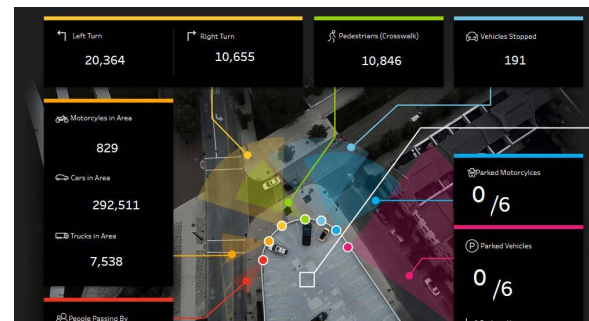 Left Turn
20,364
Right Turn
10,655
Pedestrians (Crosswalk)
10,846
Vehicles Stopped
191
Motorcyles in Area
829
Cars in Area
292,511
Trucks in Area
7,538
People Passing By
Parked Motorcylces
0/6
P Parked Vehicles
0/6